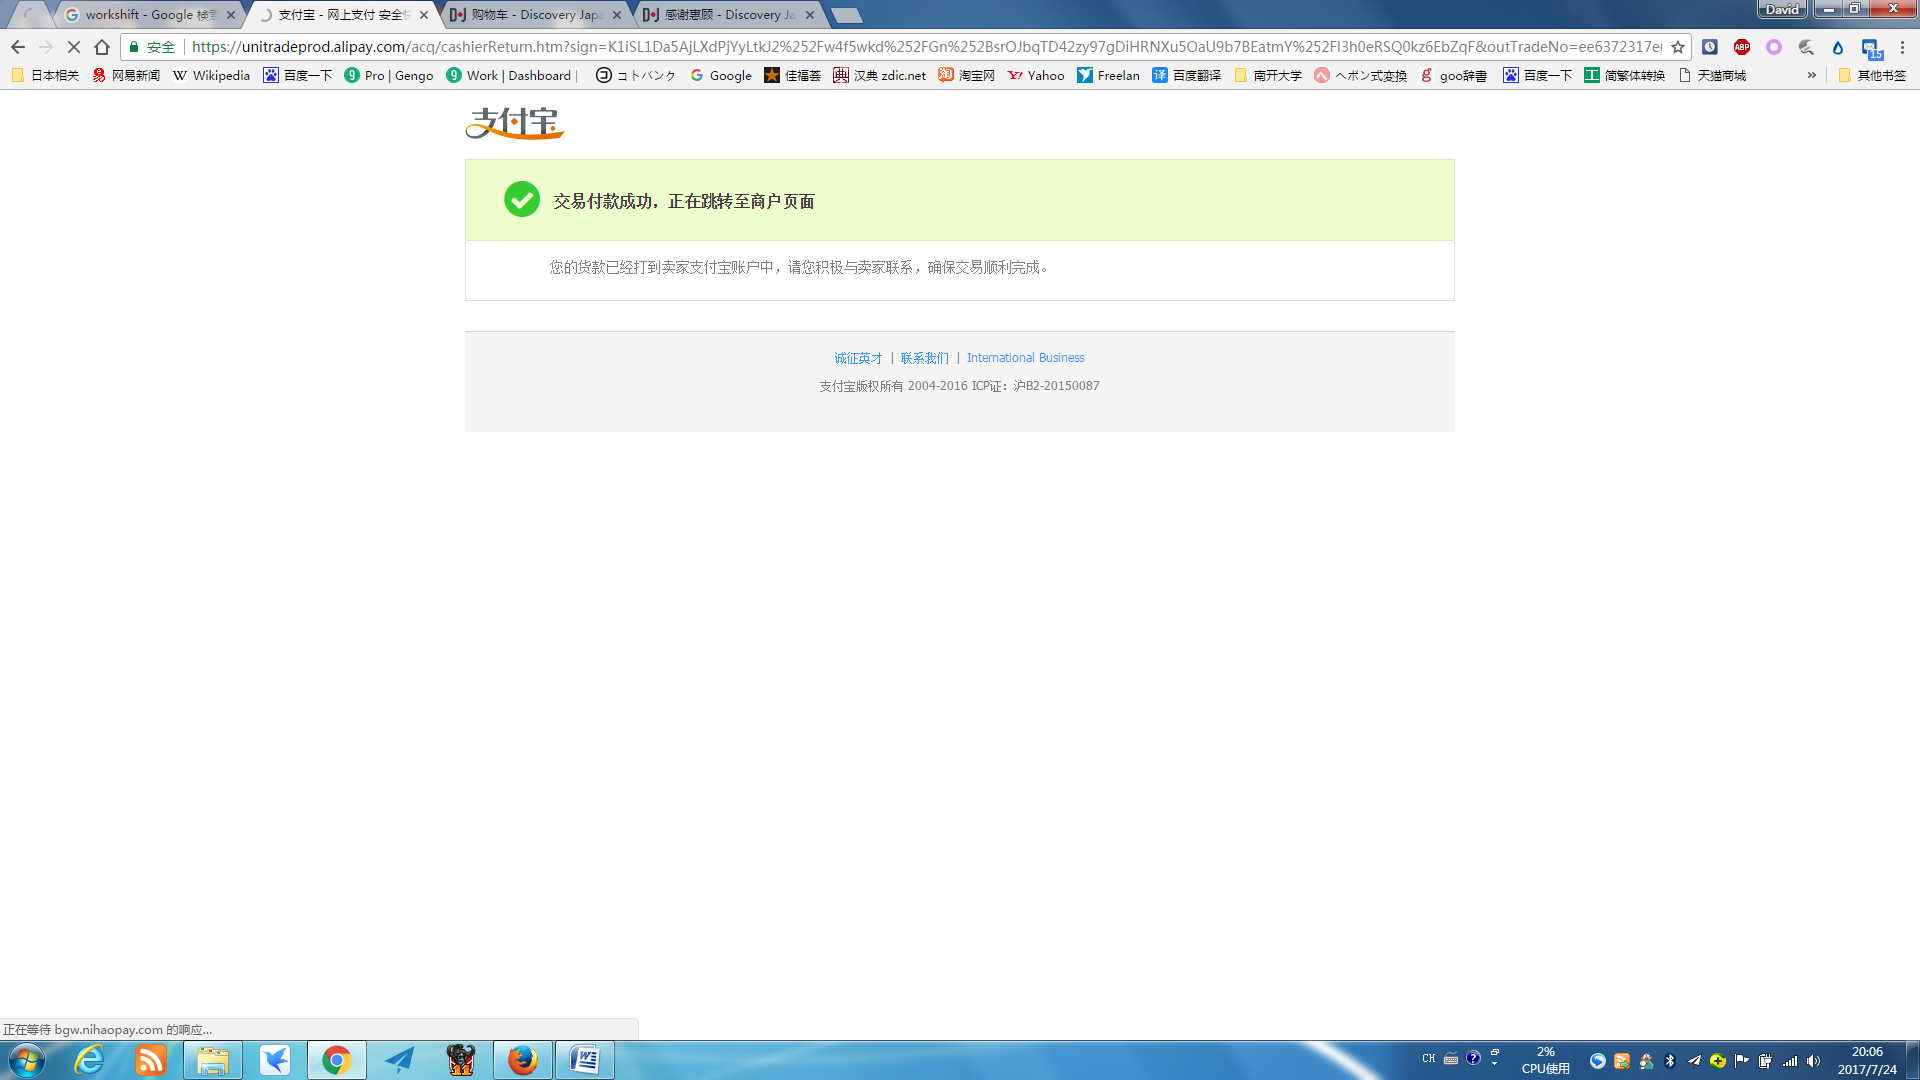 workshift - Google 検索
支付宝 - 网上支付 安全快
购物车 - Discovery Japa
感谢惠顾 - Discovery Ja
David
安全
https://unitradeprod.alipay.com/acq/cashierReturn.htm?sign=K1iSL1Da5AjLXdPjYyLtkJ2%252Fw4f5wkd%252FGn%252BsrOJbqTD42zy97gDiHRNXu5OaU9b7BEatmY%252FI3h0eRSQ0kz6EbZqF&outTradeNo=ee6372317e
ABP
15
日本相关
网易新闻
Wikipedia
百度一下
Pro | Gengo
Work | Dashboard |
コトバンク
Google
佳福荟
汉典 zdic.net
淘宝网
Yahoo
Freelan
百度翻译
南开大学
ヘボン式变换
goo辞書
百度一下
简繁体转换
天猫商城
»
其他书签
支付宝
交易付款成功，正在跳转至商户页面
您的货款已经打到卖家支付宝账户中，请您积极与卖家联系，确保交易顺利完成。
诚征英才 | 联系我们 | International Business
支付宝版权所有 2004-2016 ICP证：沪B2-20150087
正在等待 bgw.nihaopay.com 的响应...
CH
2%
CPU使用
20:06
2017/7/24